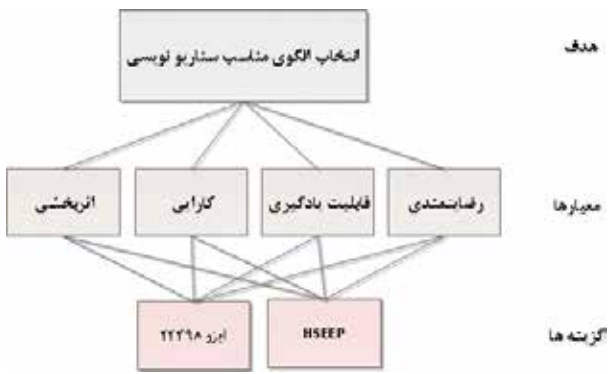 هدف
انتخاب الگوی مناسب سناریو نویسی
معیارها
رضایتمندی
قابلیت یادگیری
کارایی
اثربخشی
گزینه ها
HSEEP
ایزو ۲۲۳۹۸